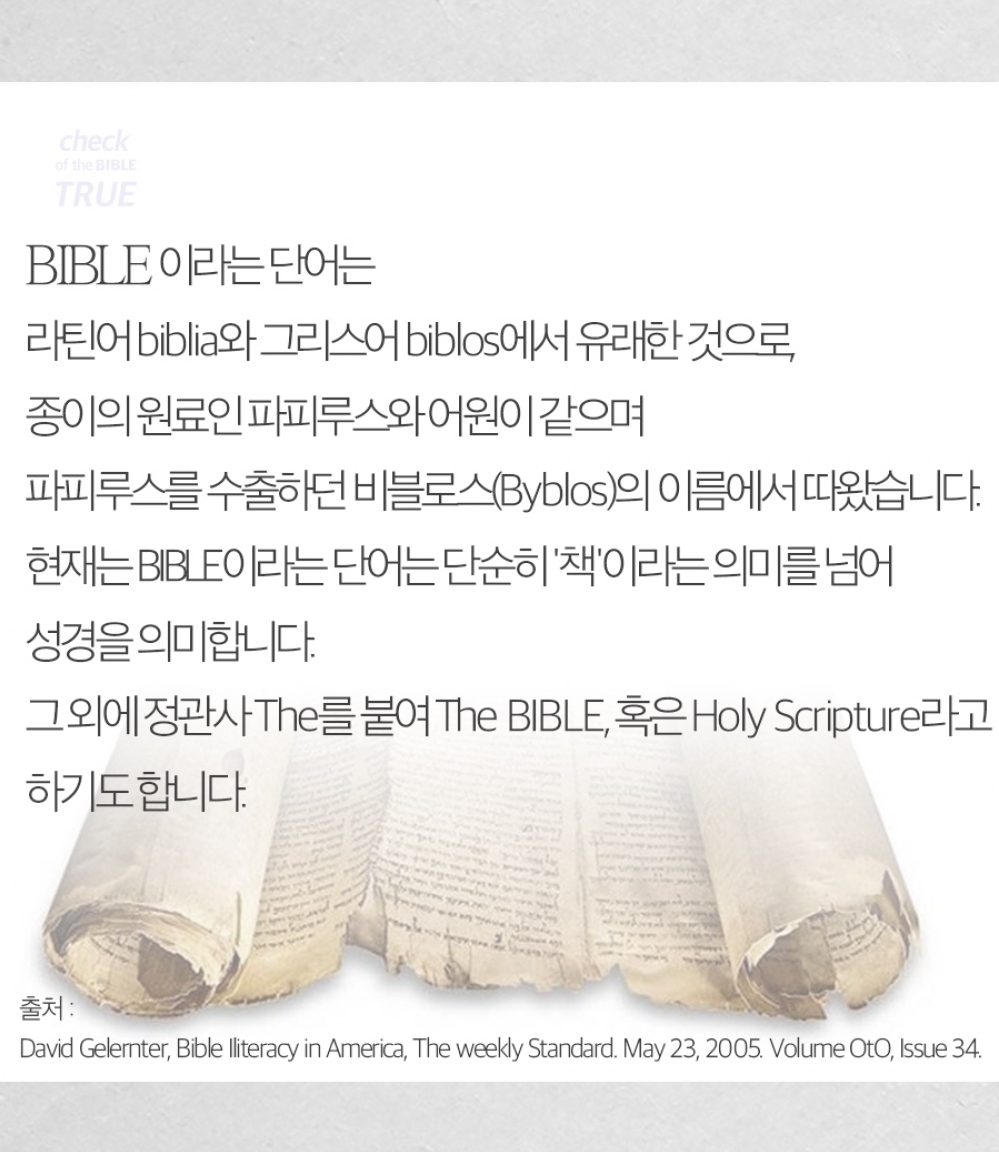 check
of the BIBLE
TRUE
BIBLE 이라는 단어는
라틴어 biblia와 그리스어 biblos에서 유래한 것으로,
종이의 원료인 파피루스와 어원이 같으며
파피루스를 수출하던 비블로스(Byblos)의 이름에서 따왔습니다.
현재는 BIBLE이라는 단어는 단순히 '책'이라는 의미를 넘어
성경을 의미합니다.
그 외에 정관사 The를 붙여 The BIBLE, 혹은 Holy Scripture라고
하기도 합니다.
출처 :
David Gelernter, Bible Iliteracy in America, The weekly Standard. May 23, 2005. Volume OtO, Issue 34.